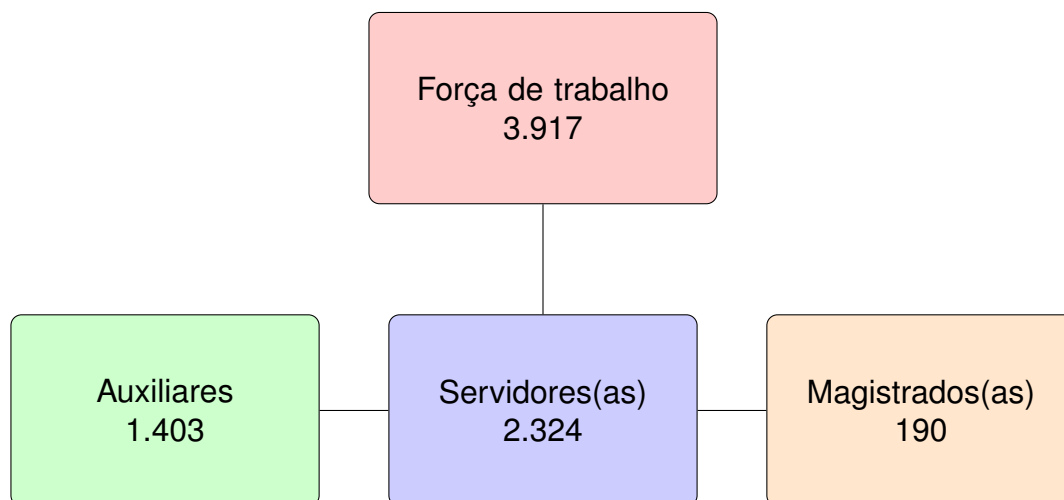 Força de trabalho
3.917
Auxiliares
1.403
Servidores(as)
2.324
Magistrados(as)
190